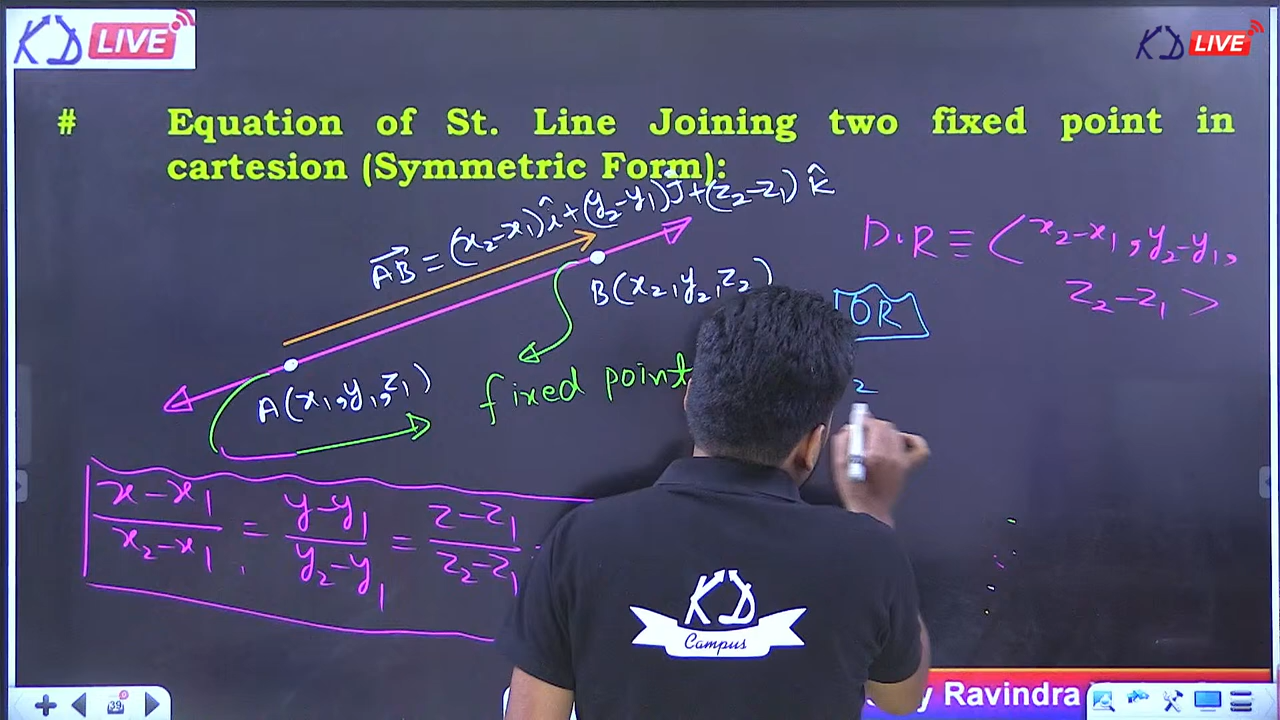 KD LIVE
KD LIVE
# Equation of St. Line Joining two fixed point in
cartesion (Symmetric Form):
AB⃗ = (x₂-x₁)î+(y₂-y₁)ĵ+(z₂-z₁)k̂
D.R ≡ <x₂-x₁, y₂-y₁,
z₂-z₁>
B(x₂, y₂, z₂)
OR
A(x₁, y₁, z₁)
fixed point
2
x-x₁/x₂-x₁ = y-y₁/y₂-y₁ = z-z₁/z₂-z₁
KD
Campus
39
y Ravindra